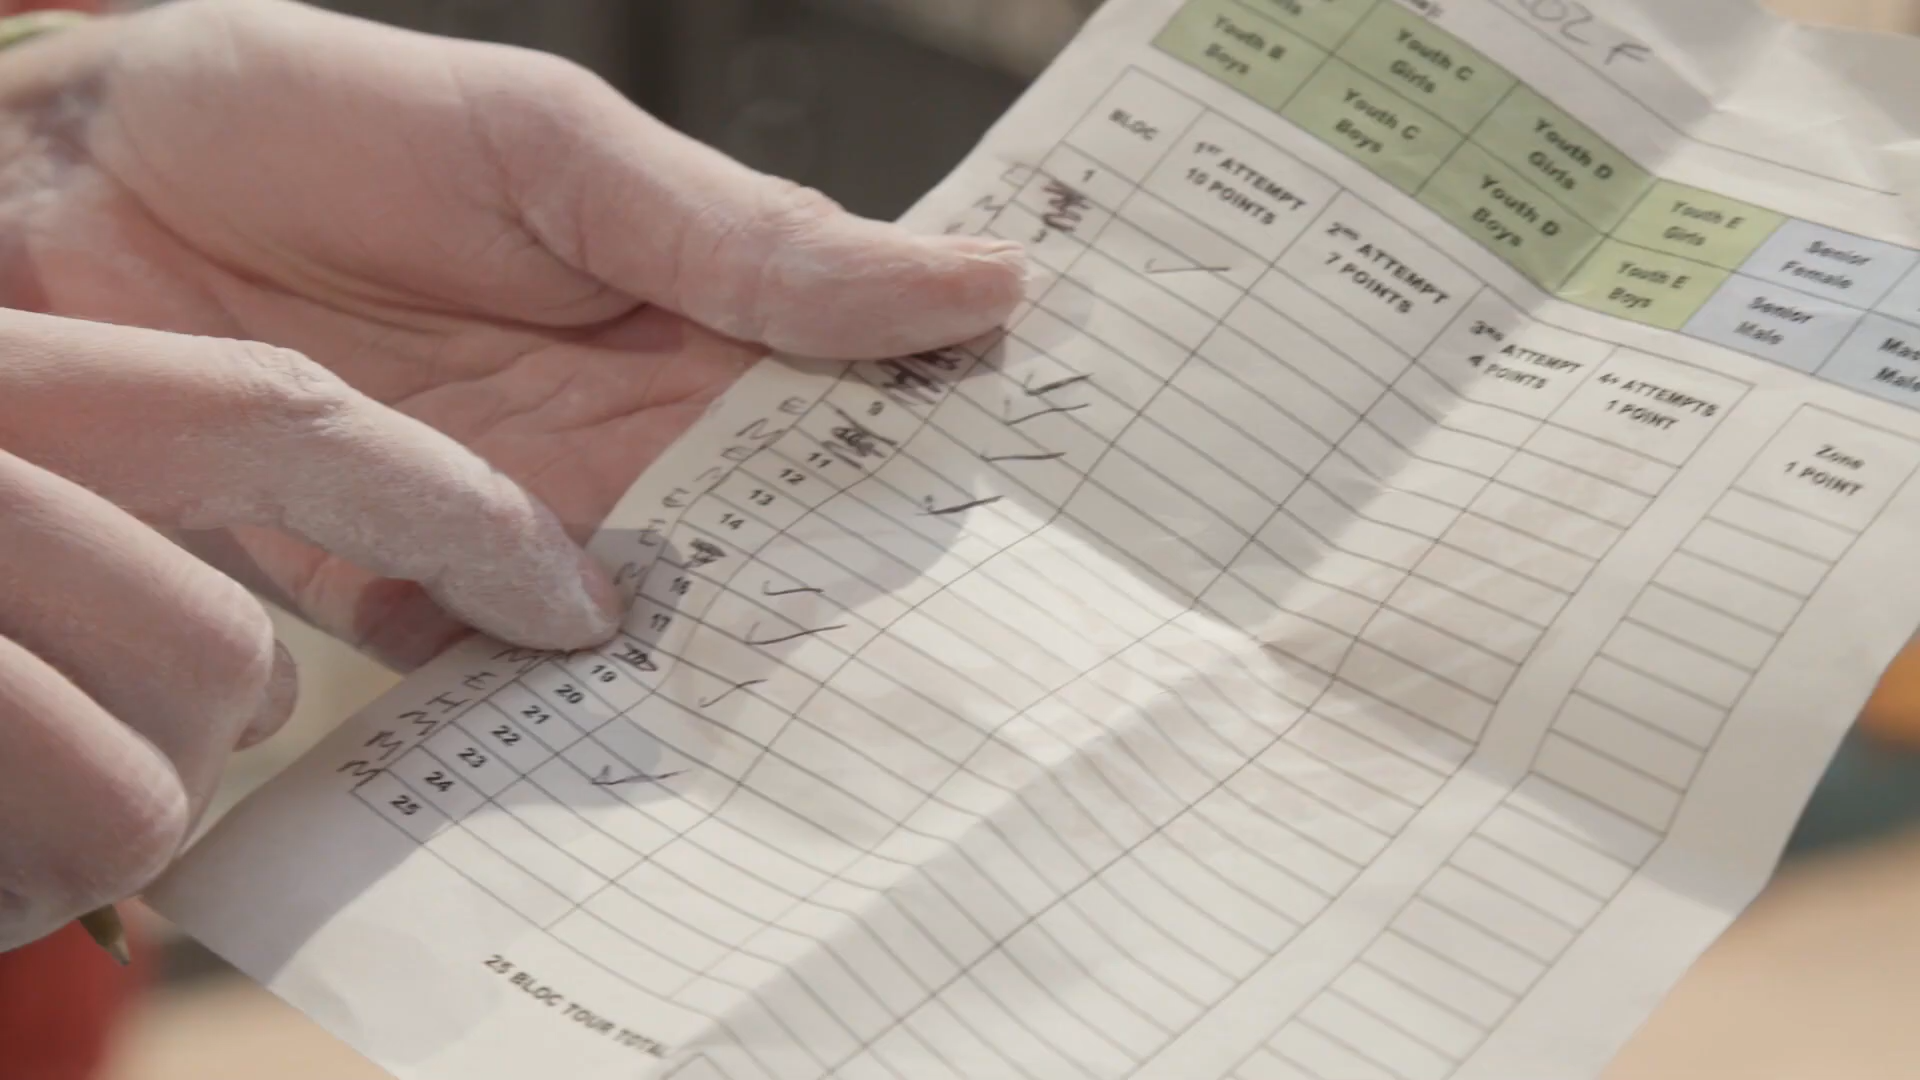 Youth B Boys
Youth C Girls
Youth C Boys
Youth D Girls
Youth D Boys
Youth E Girls
Youth E Boys
Senior Female
Senior Male
BLOC
1ST ATTEMPT 10 POINTS
2ND ATTEMPT 7 POINTS
3RD ATTEMPT 4 POINTS
4+ ATTEMPTS 1 POINT
Zone 1 POINT
1
M
3
E 9
M
E 11
12
E 13
14
E
M 16
17
M 19
E 20
H 21
M 22
M 23
M 24
25
25 BLOC TOUR TOTAL